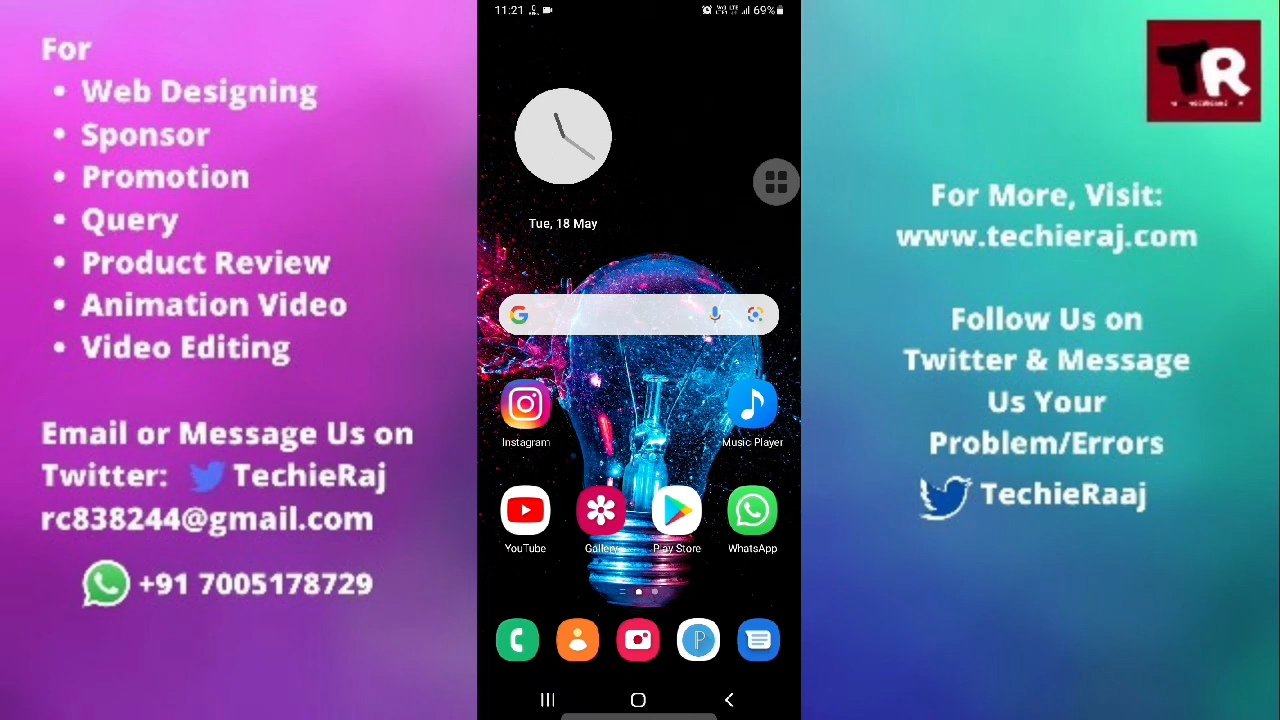 For
• Web Designing
• Sponsor
• Promotion
• Query
• Product Review
• Animation Video
• Video Editing
Email or Message Us on
Twitter: TechieRaj
rc838244@gmail.com
+91 7005178729
11:21
69%
Tue, 18 May
Instagram
Music Player
YouTube
Gallery
Play Store
WhatsApp
TR
For More, Visit:
www.techieraj.com
Follow Us on
Twitter & Message
Us Your
Problem/Errors
TechieRaaj